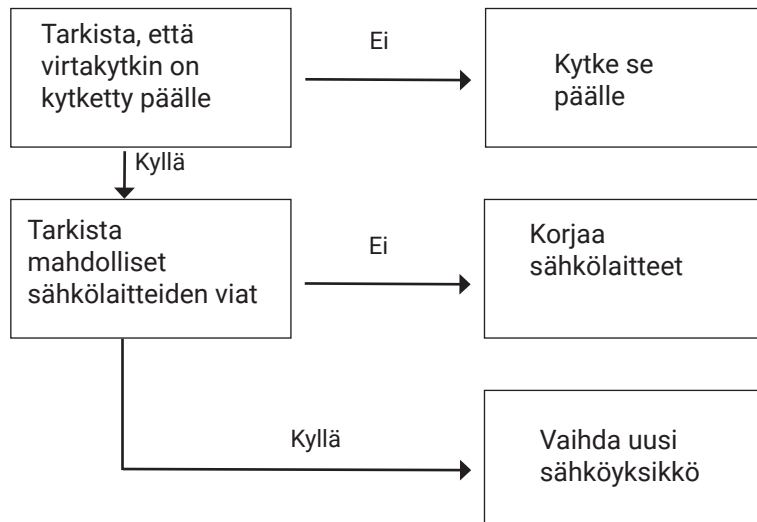 Tarkista, että
virtakytkin on
kytketty päälle
Ei
Kytke se
päälle
Kyllä
Tarkista
mahdolliset
sähkölaitteiden viat
Ei
Korjaa
sähkölaitteet
Kyllä
Vaihda uusi
sähköyksikkö